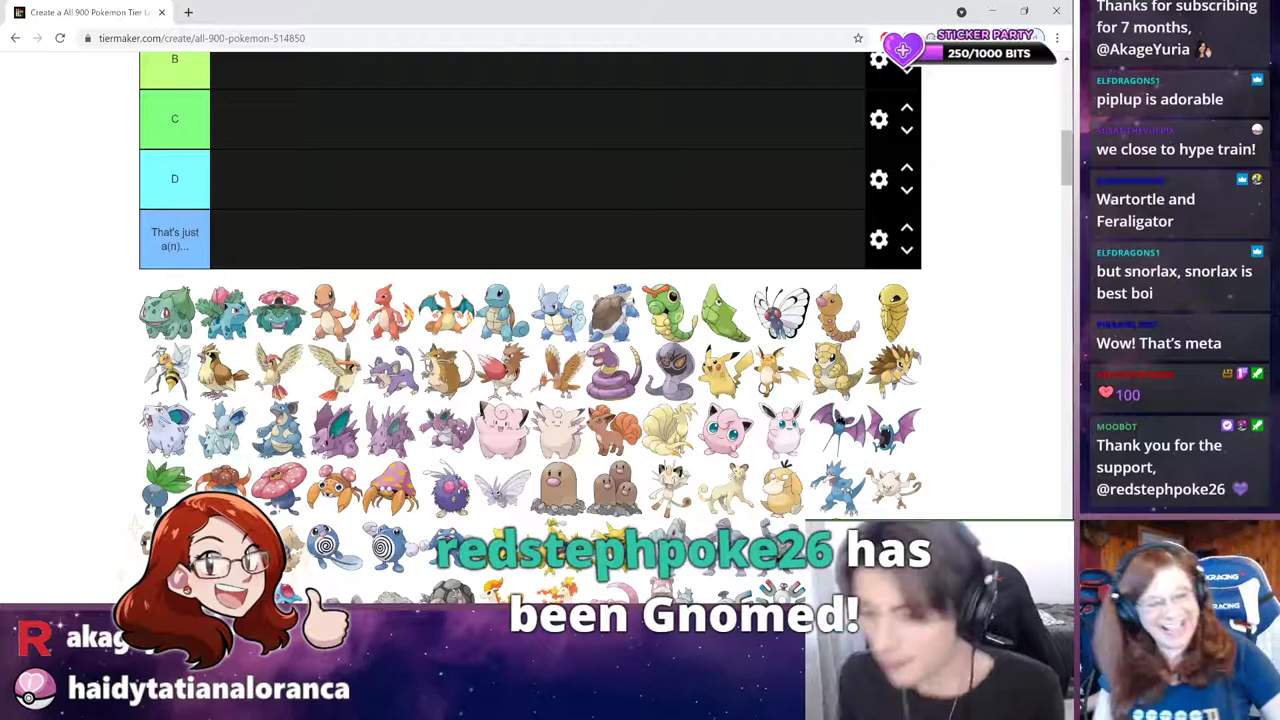 Create a All 900 Pokemon Tier Li
tiermaker.com/create/all-900-pokemon-514850
STICKER PARTY
250/1000 BITS
B
C
D
That's just
a(n)...
Thanks for subscribing
for 7 months,
@AkageYuria
ELFDRAGONS1
piplup is adorable
we close to hype train!
Wartortle and
Feraligator
ELFDRAGONS1
but snorlax, snorlax is
best boi
Wow! That's meta
100
MOOBOT
Thank you for the
support,
@redstephpoke26
redstephpoke26 has
been Gnomed!
R
haidytatianaloranca
RACING